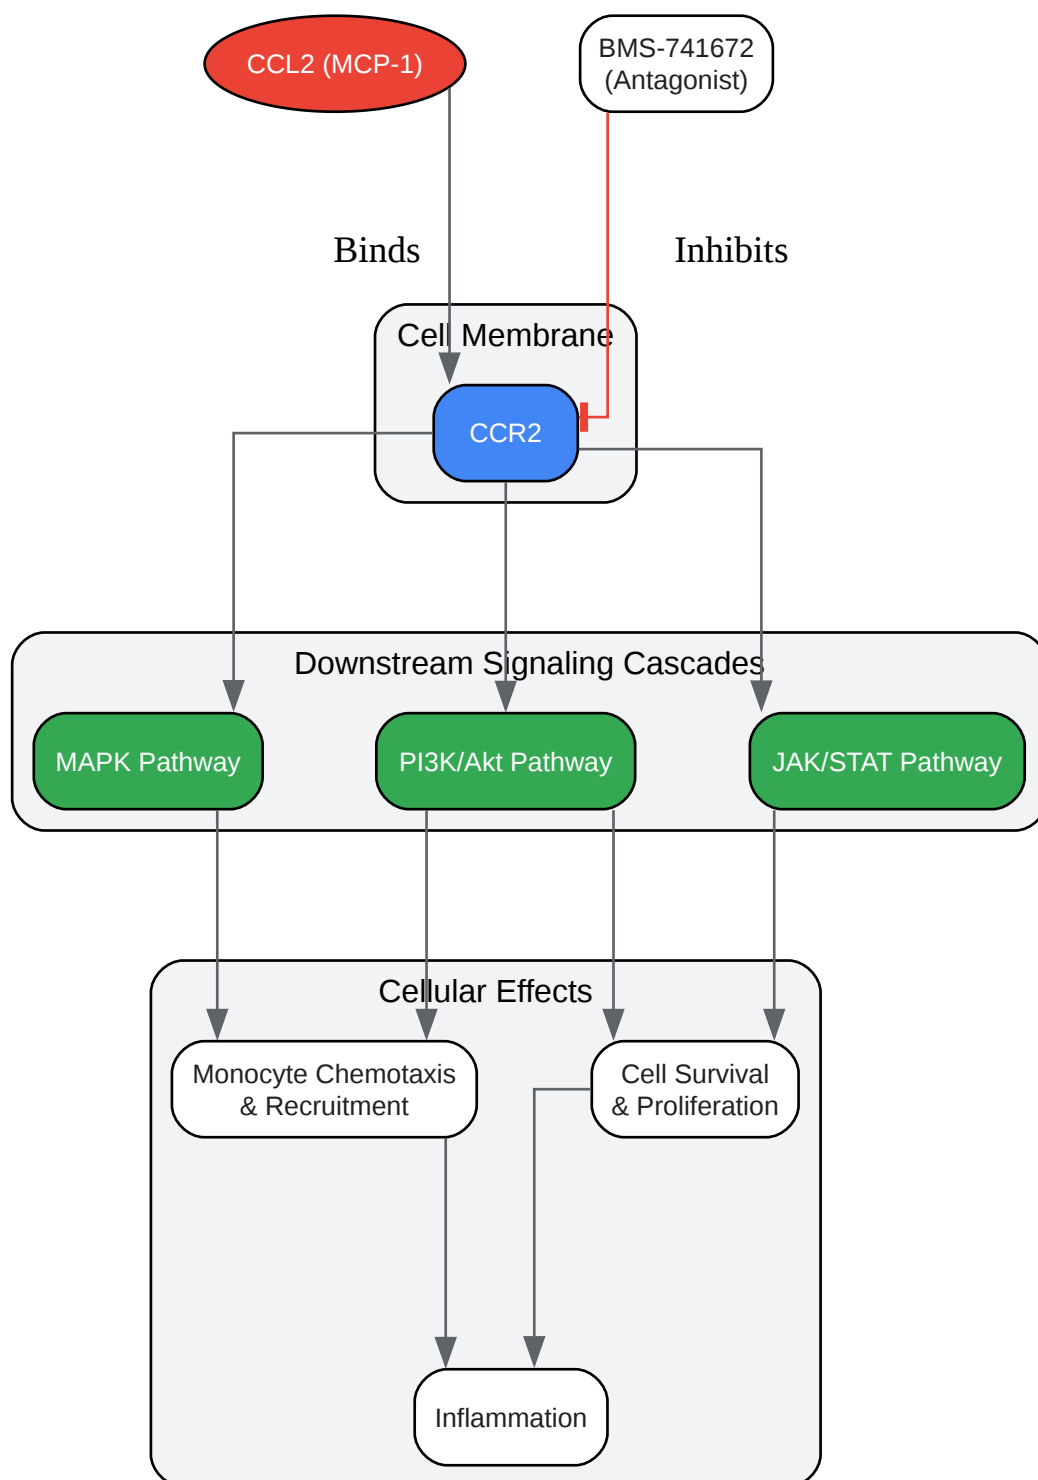 CCL2 (MCP-1)
BMS-741672
(Antagonist)
Binds
Inhibits
Cell Membrane
CCR2
Downstream Signaling Cascades
MAPK Pathway
PI3K/Akt Pathway
JAK/STAT Pathway
Cellular Effects
Monocyte Chemotaxis
& Recruitment
Cell Survival
& Proliferation
Inflammation